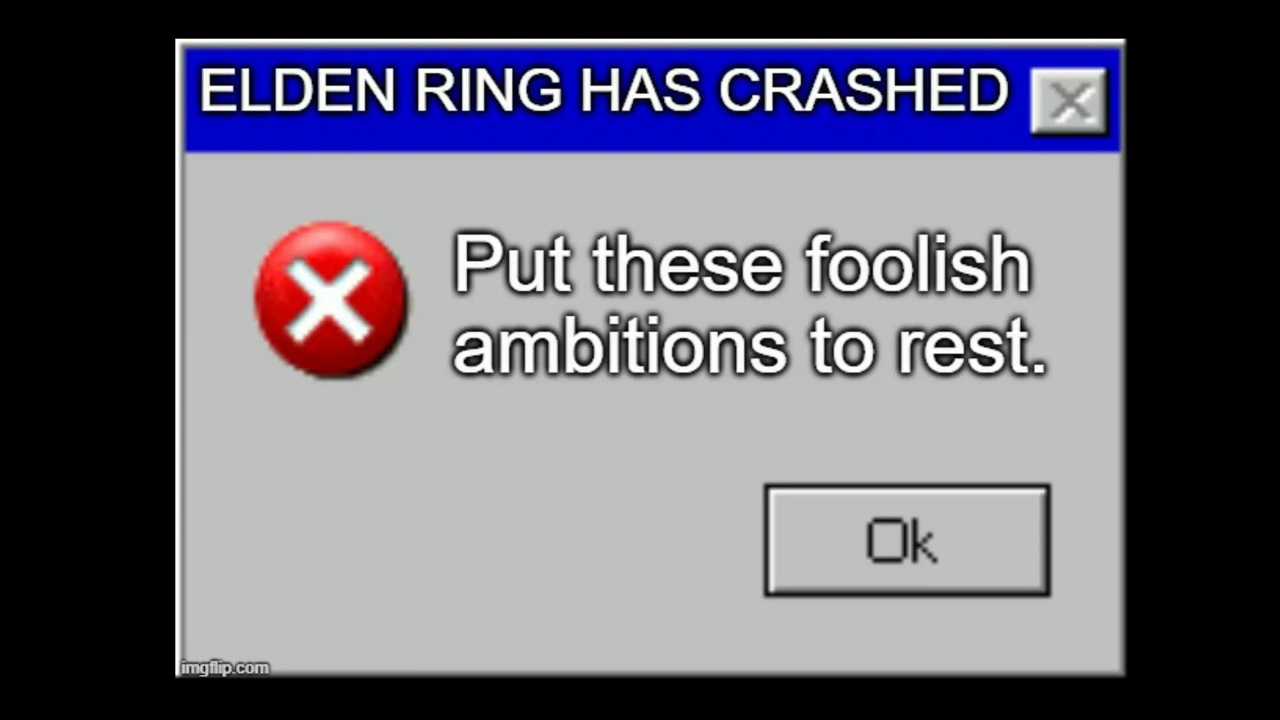 ELDEN RING HAS CRASHED
Put these foolish
ambitions to rest.
Ok
imgflip.com